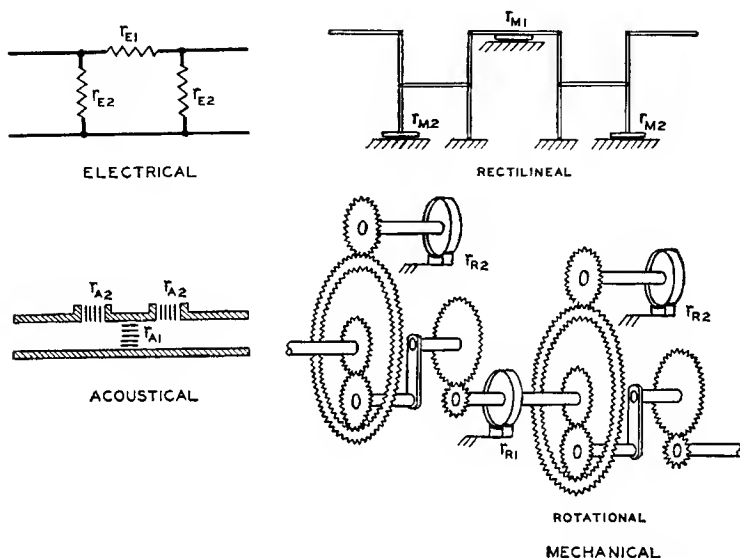 rE1
rE2
rE2
ELECTRICAL
rM1
rM2
rM2
RECTILINEAL
rA2
rA2
rA1
ACOUSTICAL
rR2
rR2
rR1
ROTATIONAL
MECHANICAL